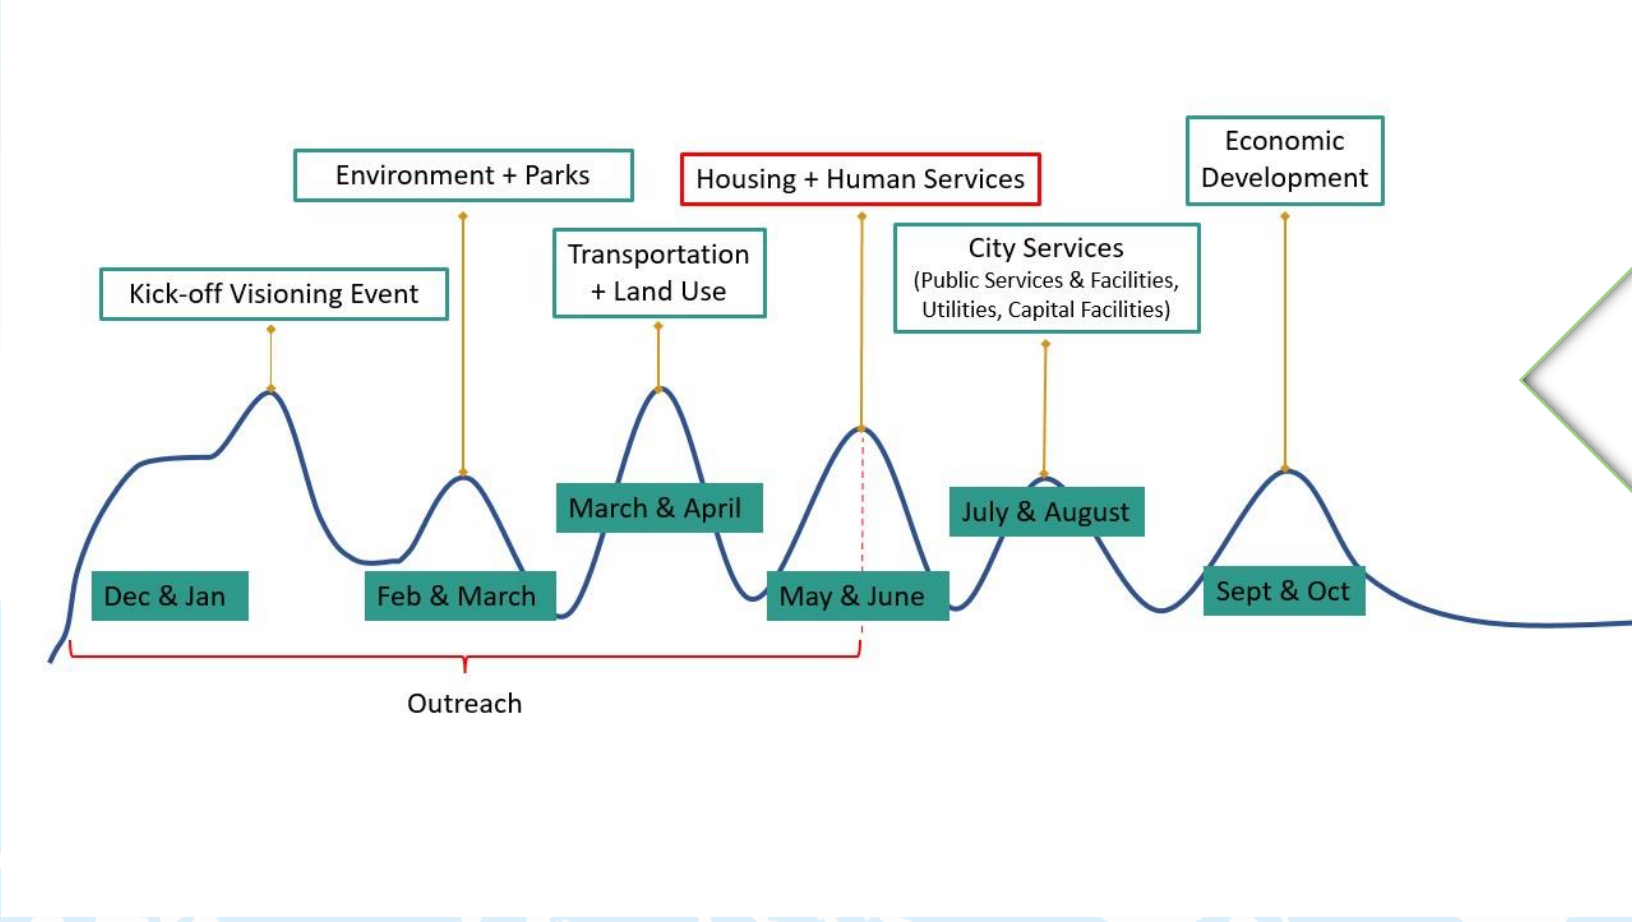 Economic
Development
Environment + Parks
Housing + Human Services
Transportation
+ Land Use
City Services
(Public Services & Facilities,
Utilities, Capital Facilities)
Kick-off Visioning Event
March & April
July & August
Dec & Jan
Feb & March
May & June
Sept & Oct
Outreach